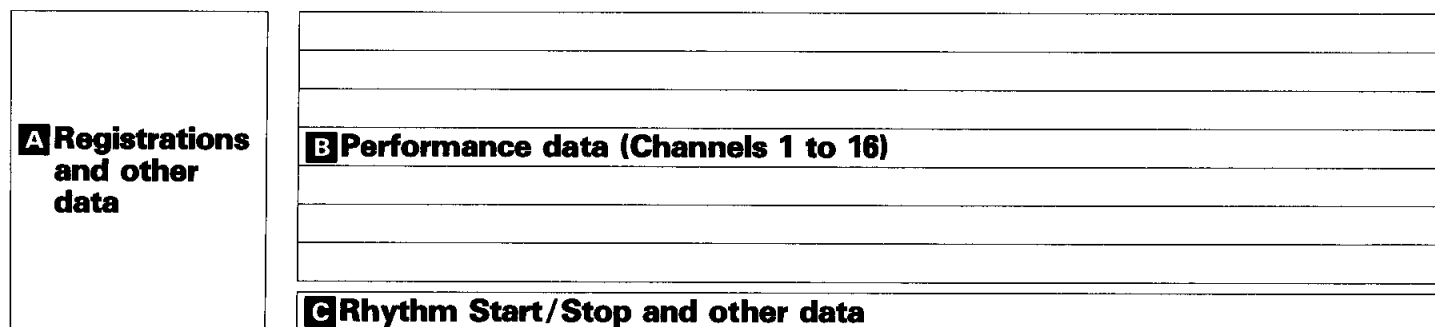 A Registrations
and other
data
B Performance data (Channels 1 to 16)
C Rhythm Start/Stop and other data